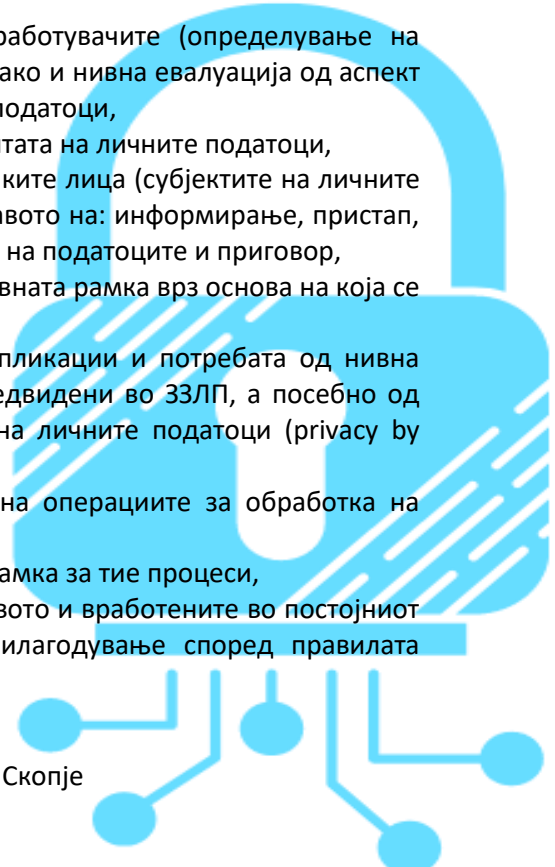 работувачите (определување на
ако и нивна евалуација од аспект
податоци,
итата на личните податоци,
ките лица (субјектите на личните
авото на: информирање, пристап,
на податоците и приговор,
вната рамка врз основа на која се
пликации и потребата од нивна
едвидени во ЗЗЛП, а посебно од
на личните податоци (privacy by
на операциите за обработка на
амка за тие процеси,
вото и вработените во постојниот
илагодување според правилата
Скопје